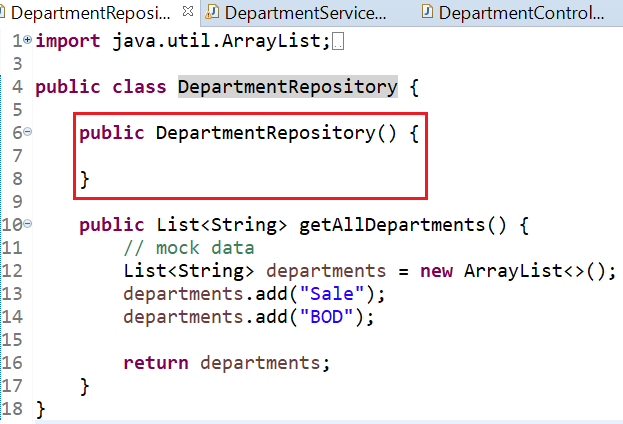 DepartmentReposi... DepartmentService... DepartmentControl...
1 import java.util.ArrayList;
3
4 public class DepartmentRepository {
5
6 public DepartmentRepository() {
7
8 }
9
10 public List<String> getAllDepartments() {
11 // mock data
12 List<String> departments = new ArrayList<>();
13 departments.add("Sale");
14 departments.add("BOD");
15
16 return departments;
17 }
18 }